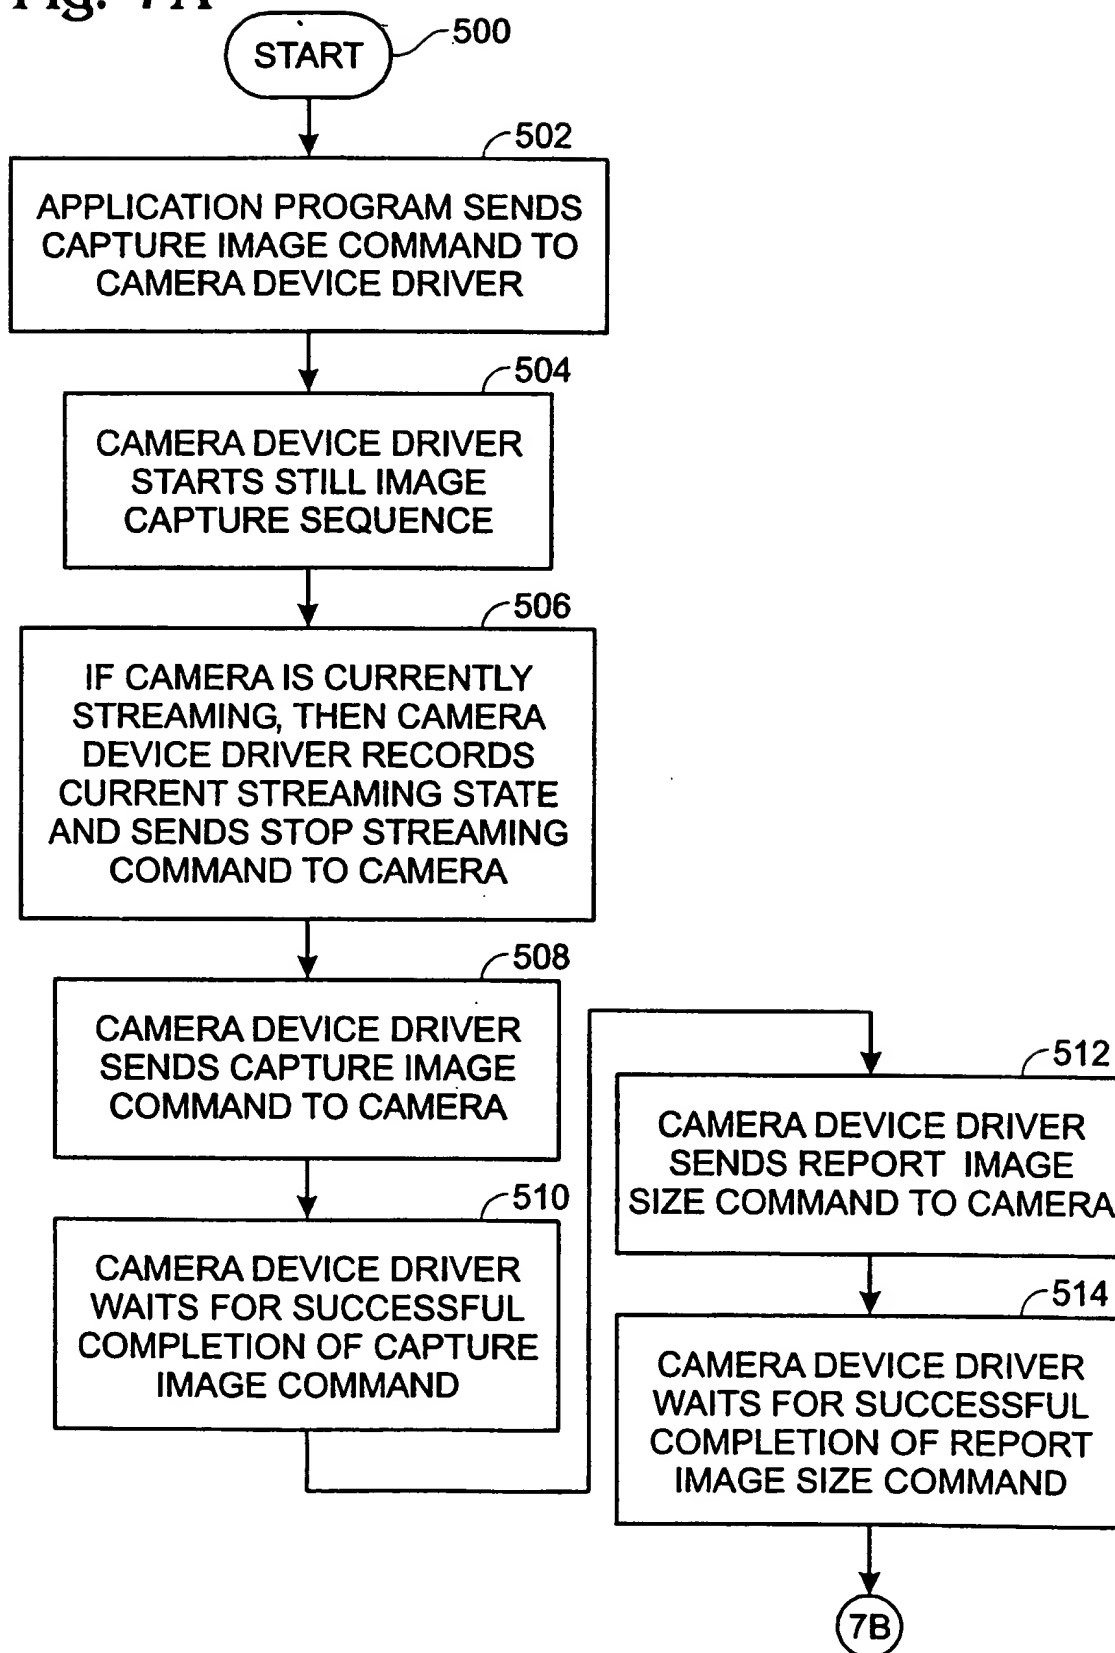 Fig. 7A
START
500
502
APPLICATION PROGRAM SENDS
CAPTURE IMAGE COMMAND TO
CAMERA DEVICE DRIVER
504
CAMERA DEVICE DRIVER
STARTS STILL IMAGE
CAPTURE SEQUENCE
506
IF CAMERA IS CURRENTLY
STREAMING, THEN CAMERA
DEVICE DRIVER RECORDS
CURRENT STREAMING STATE
AND SENDS STOP STREAMING
COMMAND TO CAMERA
508
CAMERA DEVICE DRIVER
SENDS CAPTURE IMAGE
COMMAND TO CAMERA
510
CAMERA DEVICE DRIVER
WAITS FOR SUCCESSFUL
COMPLETION OF CAPTURE
IMAGE COMMAND
512
CAMERA DEVICE DRIVER
SENDS REPORT IMAGE
SIZE COMMAND TO CAMERA
514
CAMERA DEVICE DRIVER
WAITS FOR SUCCESSFUL
COMPLETION OF REPORT
IMAGE SIZE COMMAND
7B